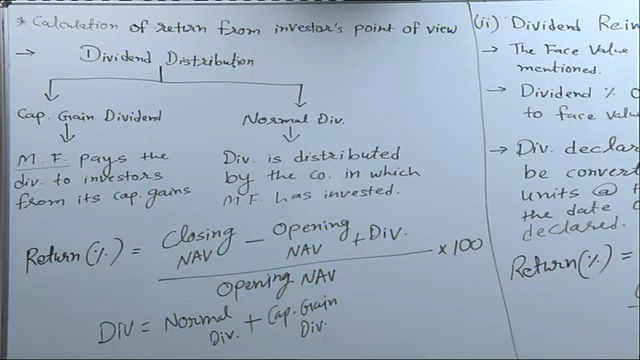 * Calculation of return from investor's point of view
→ Dividend Distribution
Cap. Gain Dividend
M.F. pays the
div. to investors
from its cap. gains
Normal Div.
Div. is distributed
by the co. in which
M.F. has invested.
Return (%) = Closing NAV - Opening NAV + Div. × 100
Opening NAV
Div = Normal Div. + Cap. Gain Div.
(ii) Dividend Rein
→ The Face Value
mentioned.
→ Dividend %
to face valu
→ Div. declare
be convert
units @
the date
declared.
Return (%) =